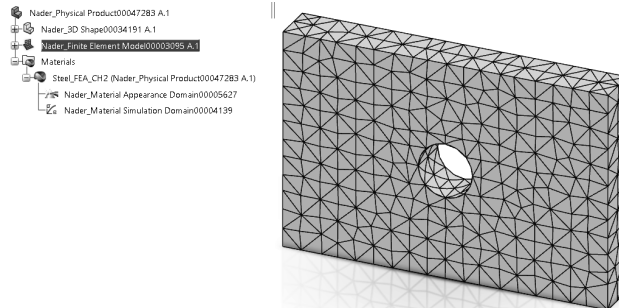 Nader_Physical Product00047283 A.1
Nader_3D Shape00034191 A.1
Nader_Finite Element Model00003095 A.1
Materials
Steel_FEA_CH2 (Nader_Physical Product00047283 A.1)
Nader_Material Appearance Domain00005627
Nader_Material Simulation Domain00004139